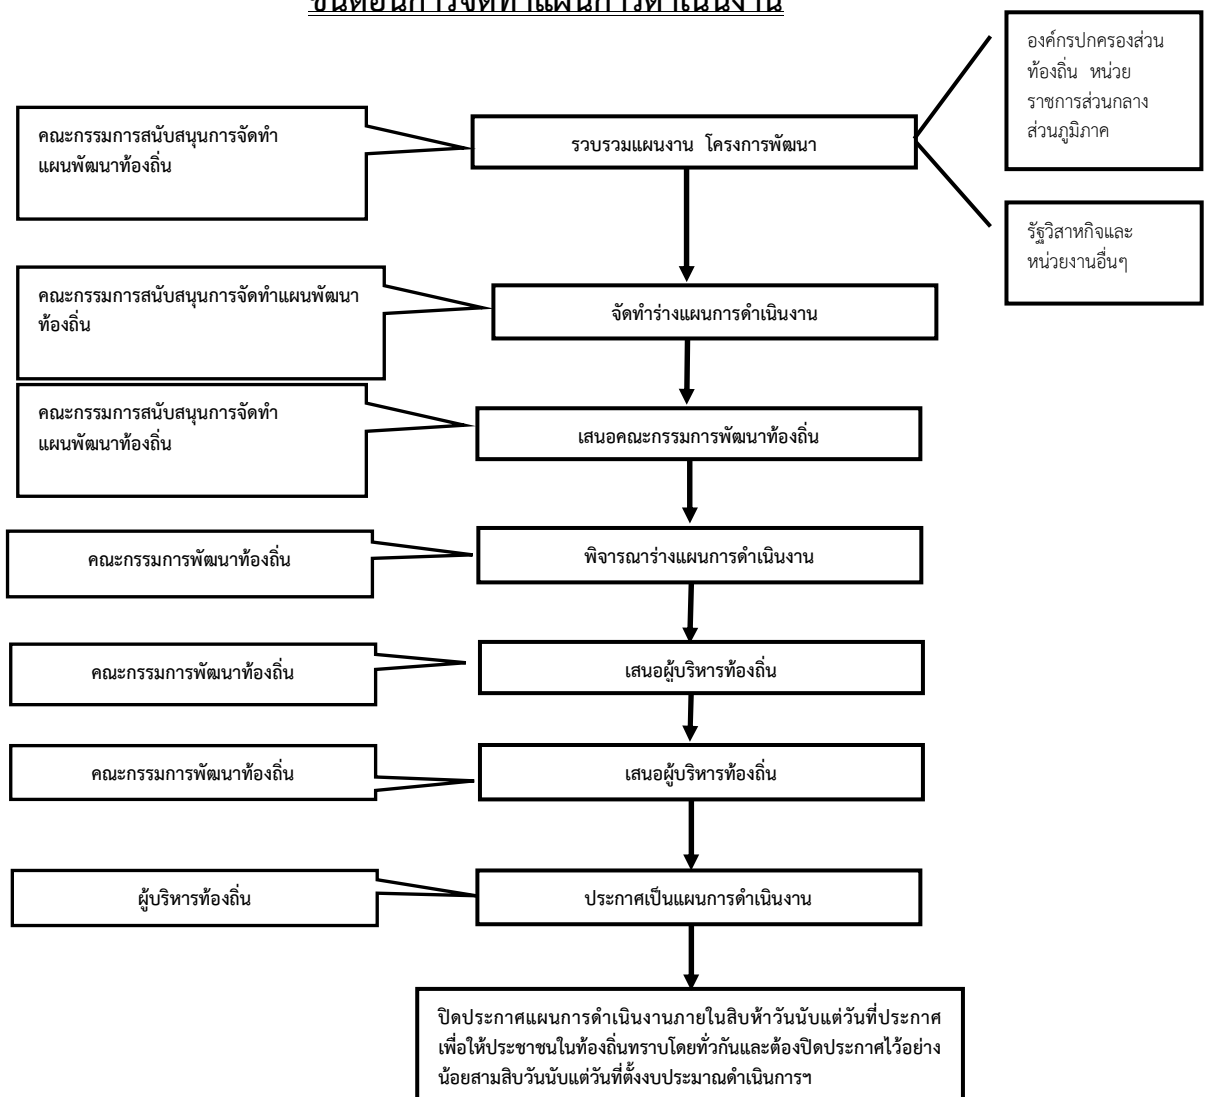 ขั้นตอนการจัดทำแผนการดำเนินงาน
องค์กรปกครองส่วน
ท้องถิ่น หน่วย
ราชการส่วนกลาง
ส่วนภูมิภาค
คณะกรรมการสนับสนุนการจัดทำ
แผนพัฒนาท้องถิ่น
รวบรวมแผนงาน โครงการพัฒนา
รัฐวิสาหกิจและ
หน่วยงานอื่นๆ
คณะกรรมการสนับสนุนการจัดทำแผนพัฒนา
ท้องถิ่น
จัดทำร่างแผนการดำเนินงาน
คณะกรรมการสนับสนุนการจัดทำ
แผนพัฒนาท้องถิ่น
เสนอคณะกรรมการพัฒนาท้องถิ่น
คณะกรรมการพัฒนาท้องถิ่น
พิจารณาร่างแผนการดำเนินงาน
คณะกรรมการพัฒนาท้องถิ่น
เสนอผู้บริหารท้องถิ่น
คณะกรรมการพัฒนาท้องถิ่น
เสนอผู้บริหารท้องถิ่น
ผู้บริหารท้องถิ่น
ประกาศเป็นแผนการดำเนินงาน
ปิดประกาศแผนการดำเนินงานภายในสิบห้าวันนับแต่วันที่ประกาศ
เพื่อให้ประชาชนในท้องถิ่นทราบโดยทั่วกันและต้องปิดประกาศไว้อย่าง
น้อยสามสิบวันนับแต่วันที่ตั้งงบประมาณดำเนินการฯ